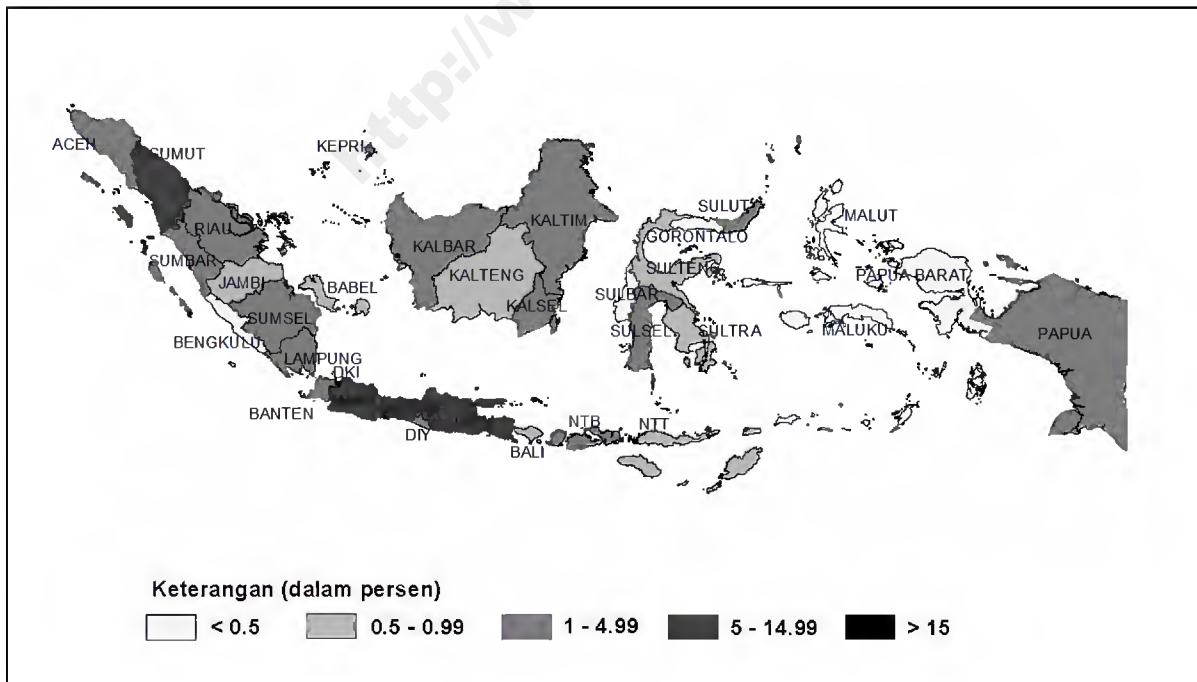 http://w
ACEH
SUMUT
KEPRI
RIAU
SUMBAR
JAMBI
BABEL
SUMSEL
BENGKULU
LAMPUNG
DKI
BANTEN
DIY
BALI
NTB
NTT
KALBAR
KALTENG
KALTIM
KALSEL
SULUT
GORONTALO
SULTENG
SULBAR
SULSEL
SULTRA
MALUT
PAPUA BARAT
MALUKU
PAPUA
Keterangan (dalam persen)
< 0.5 0.5 - 0.99 1 - 4.99 5 - 14.99 > 15